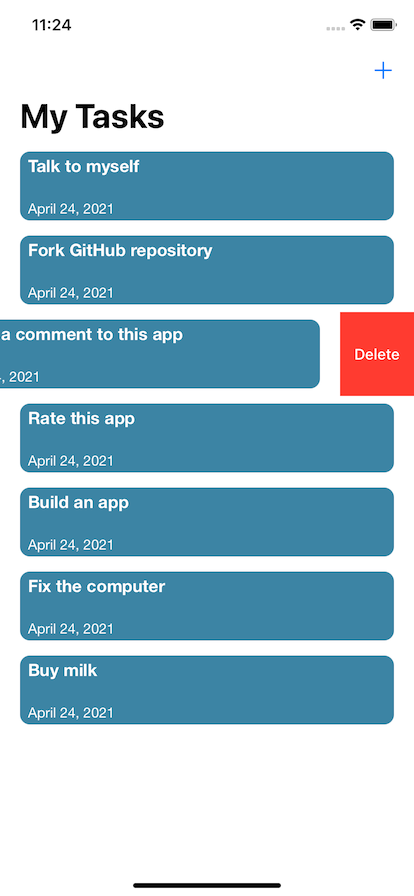 11:24
My Tasks
Talk to myself
April 24, 2021
Fork GitHub repository
April 24, 2021
a comment to this app
Delete
, 2021
Rate this app
April 24, 2021
Build an app
April 24, 2021
Fix the computer
April 24, 2021
Buy milk
April 24, 2021